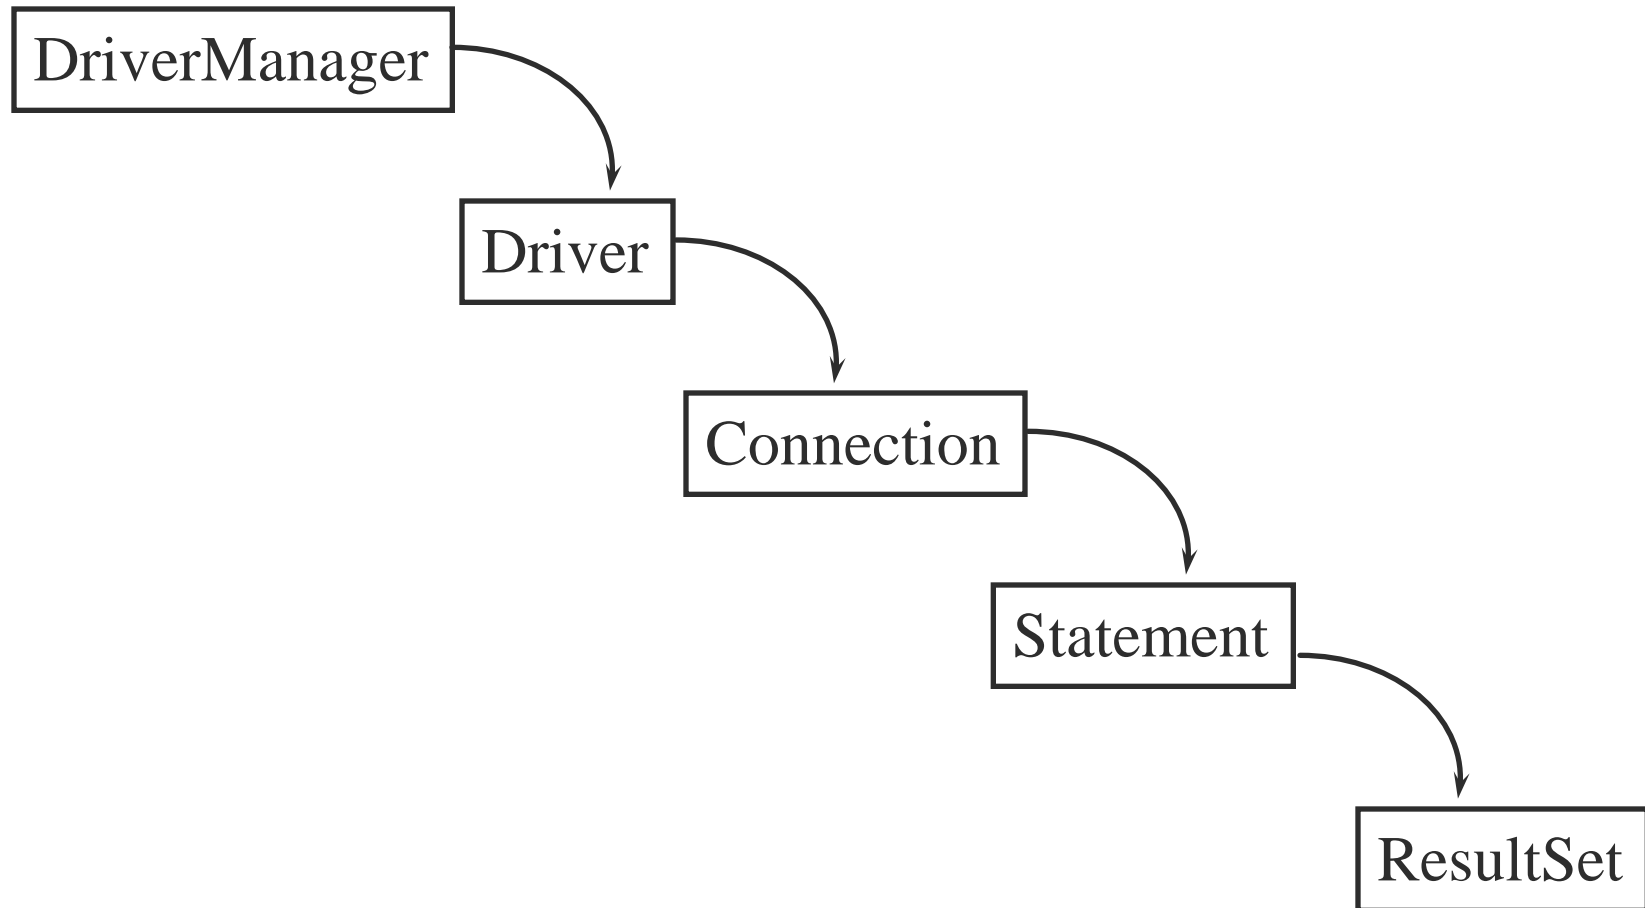 DriverManager
Driver
Connection
Statement
ResultSet